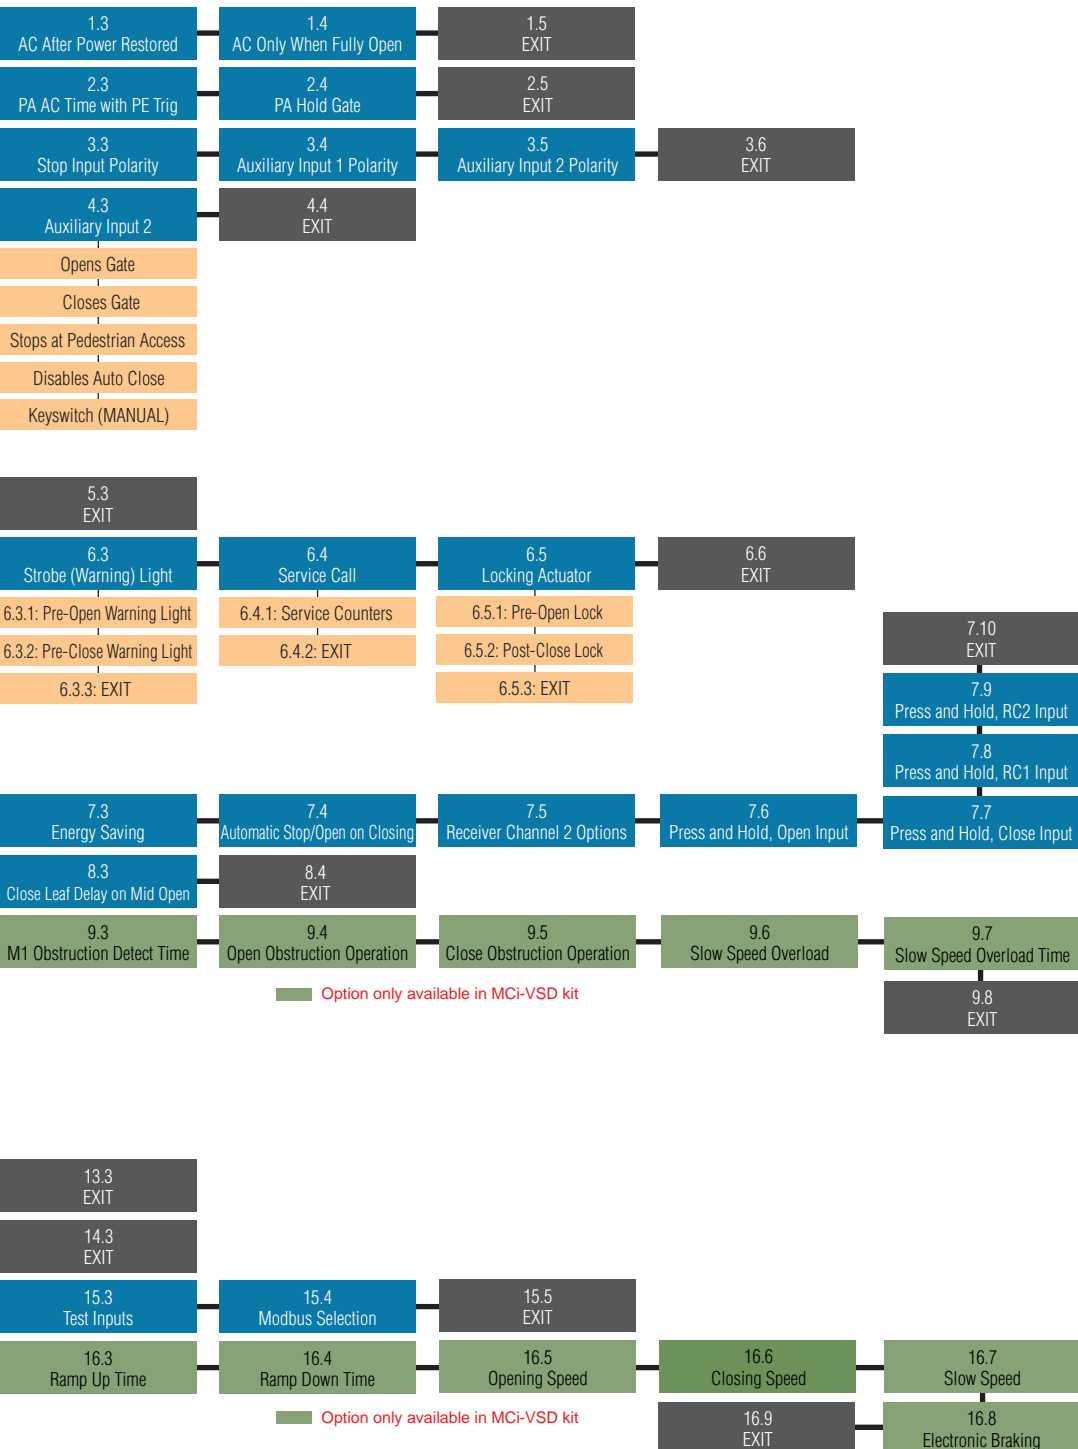 1.3
AC After Power Restored
1.4
AC Only When Fully Open
1.5
EXIT
2.3
PA AC Time with PE Trig
2.4
PA Hold Gate
2.5
EXIT
3.3
Stop Input Polarity
3.4
Auxiliary Input 1 Polarity
3.5
Auxiliary Input 2 Polarity
3.6
EXIT
4.3
Auxiliary Input 2
4.4
EXIT
Opens Gate
Closes Gate
Stops at Pedestrian Access
Disables Auto Close
Keyswitch (MANUAL)
5.3
EXIT
6.3
Strobe (Warning) Light
6.4
Service Call
6.5
Locking Actuator
6.6
EXIT
6.3.1: Pre-Open Warning Light
6.4.1: Service Counters
6.5.1: Pre-Open Lock
6.3.2: Pre-Close Warning Light
6.4.2: EXIT
6.5.2: Post-Close Lock
6.3.3: EXIT
6.5.3: EXIT
7.10
EXIT
7.9
Press and Hold, RC2 Input
7.8
Press and Hold, RC1 Input
7.3
Energy Saving
7.4
Automatic Stop/Open on Closing
7.5
Receiver Channel 2 Options
7.6
Press and Hold, Open Input
7.7
Press and Hold, Close Input
8.3
Close Leaf Delay on Mid Open
8.4
EXIT
9.3
M1 Obstruction Detect Time
9.4
Open Obstruction Operation
9.5
Close Obstruction Operation
9.6
Slow Speed Overload
9.7
Slow Speed Overload Time
Option only available in MCi-VSD kit
9.8
EXIT
13.3
EXIT
14.3
EXIT
15.3
Test Inputs
15.4
Modbus Selection
15.5
EXIT
16.3
Ramp Up Time
16.4
Ramp Down Time
16.5
Opening Speed
16.6
Closing Speed
16.7
Slow Speed
Option only available in MCi-VSD kit
16.9
EXIT
16.8
Electronic Braking